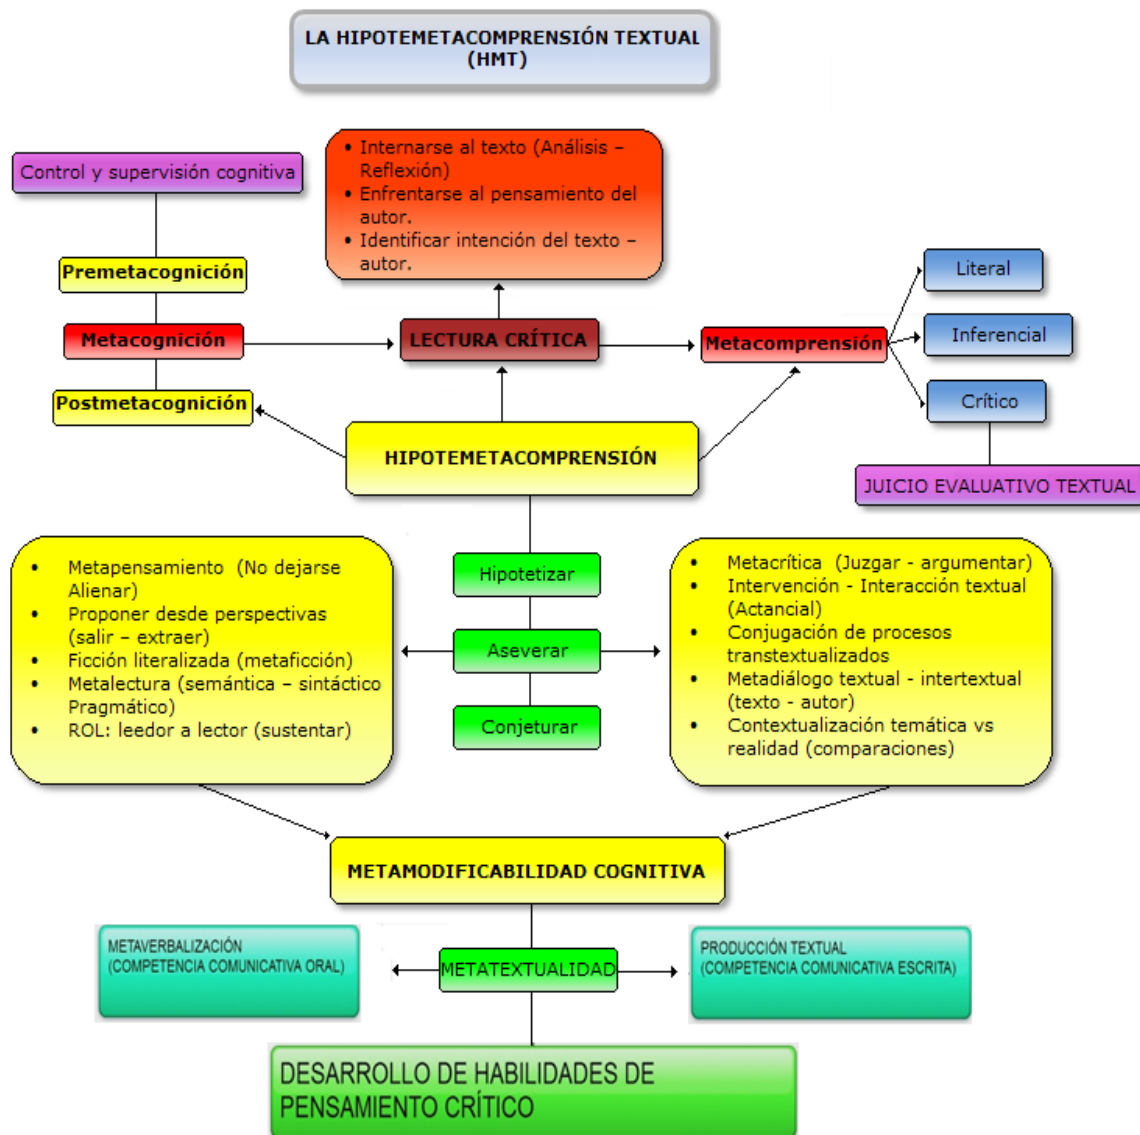 LA HIPOTEMETACOMPRENSIÓN TEXTUAL
(HMT)
Control y supervisión cognitiva
• Internarse al texto (Análisis –
Reflexión)
• Enfrentarse al pensamiento del
autor.
• Identificar intención del texto –
autor.
Premetacognición
Metacognición
Postmetacognición
LECTURA CRÍTICA
Metacomprensión
Literal
Inferencial
Crítico
JUICIO EVALUATIVO TEXTUAL
HIPOTEMETACOMPRENSIÓN
• Metapensamiento (No dejarse
Alienar)
• Proponer desde perspectivas
(salir – extraer)
• Ficción literalizada (metaficción)
• Metalectura (semántica – sintáctico
Pragmático)
• ROL: leedor a lector (sustentar)
Hipotetizar
Aseverar
Conjeturar
• Metacrítica (Juzgar - argumentar)
• Intervención - Interacción textual
(Actancial)
• Conjugación de procesos
transtextualizados
• Metadiálogo textual - intertextual
(texto - autor)
• Contextualización temática vs
realidad (comparaciones)
METAMODIFICABILIDAD COGNITIVA
METAVERBALIZACIÓN
(COMPETENCIA COMUNICATIVA ORAL)
METATEXTUALIDAD
PRODUCCIÓN TEXTUAL
(COMPETENCIA COMUNICATIVA ESCRITA)
DESARROLLO DE HABILIDADES DE
PENSAMIENTO CRÍTICO